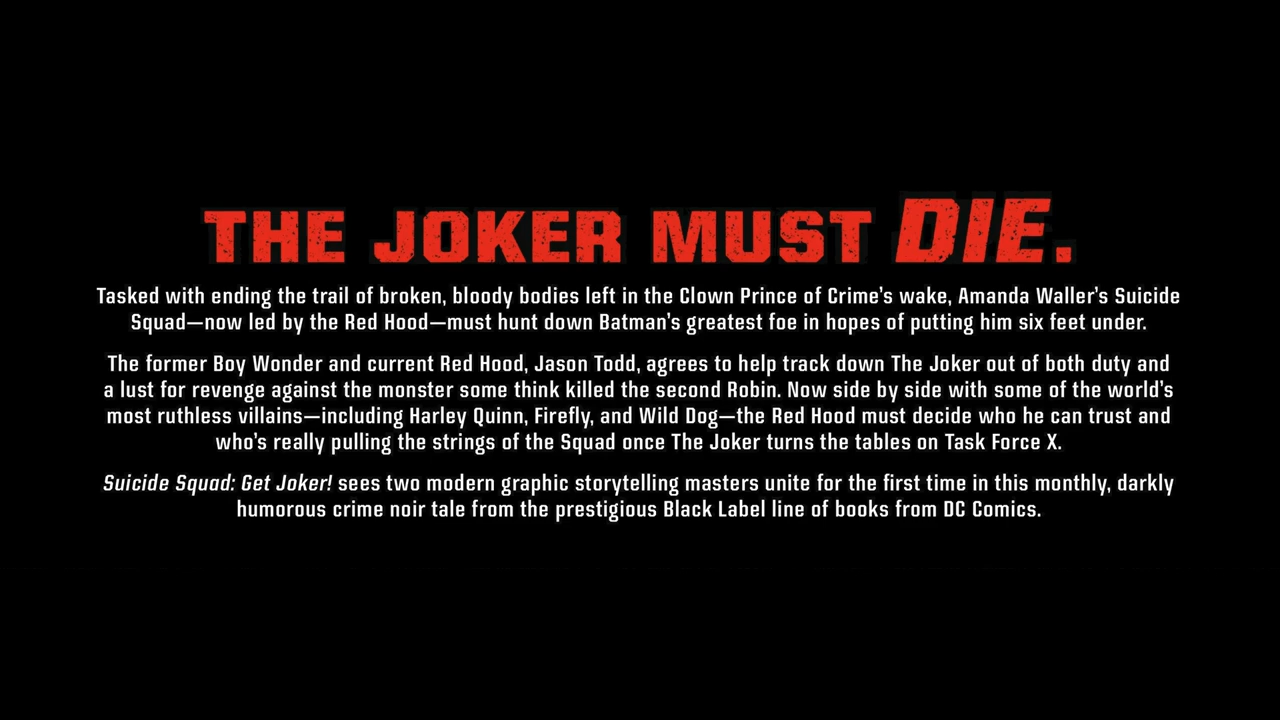 THE JOKER MUST DIE.
Tasked with ending the trail of broken, bloody bodies left in the Clown Prince of Crime's wake, Amanda Waller's Suicide
Squad—now led by the Red Hood—must hunt down Batman's greatest foe in hopes of putting him six feet under.
The former Boy Wonder and current Red Hood, Jason Todd, agrees to help track down The Joker out of both duty and
a lust for revenge against the monster some think killed the second Robin. Now side by side with some of the world's
most ruthless villains—including Harley Quinn, Firefly, and Wild Dog—the Red Hood must decide who he can trust and
who's really pulling the strings of the Squad once The Joker turns the tables on Task Force X.
Suicide Squad: Get Joker! sees two modern graphic storytelling masters unite for the first time in this monthly, darkly
humorous crime noir tale from the prestigious Black Label line of books from DC Comics.